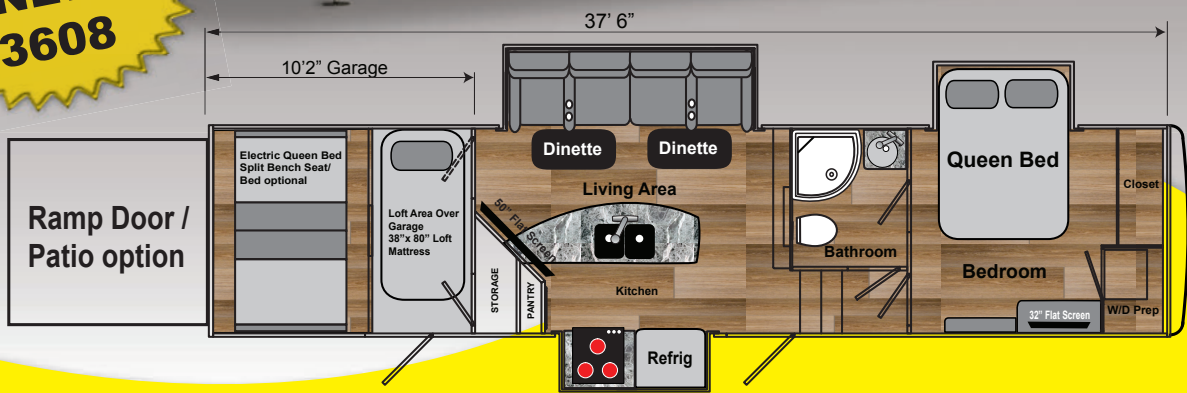 3608
37' 6”
10'2” Garage
Ramp Door /
Patio option
Electric Queen Bed
Split Bench Seat/
Bed optional
Loft Area Over
Garage
38”x 80” Loft
Mattress
Dinette
Dinette
Living Area
50” Flat Screen
STORAGE
PANTRY
Kitchen
Refrig
Bathroom
Queen Bed
Closet
Bedroom
W/D Prep
32” Flat Screen